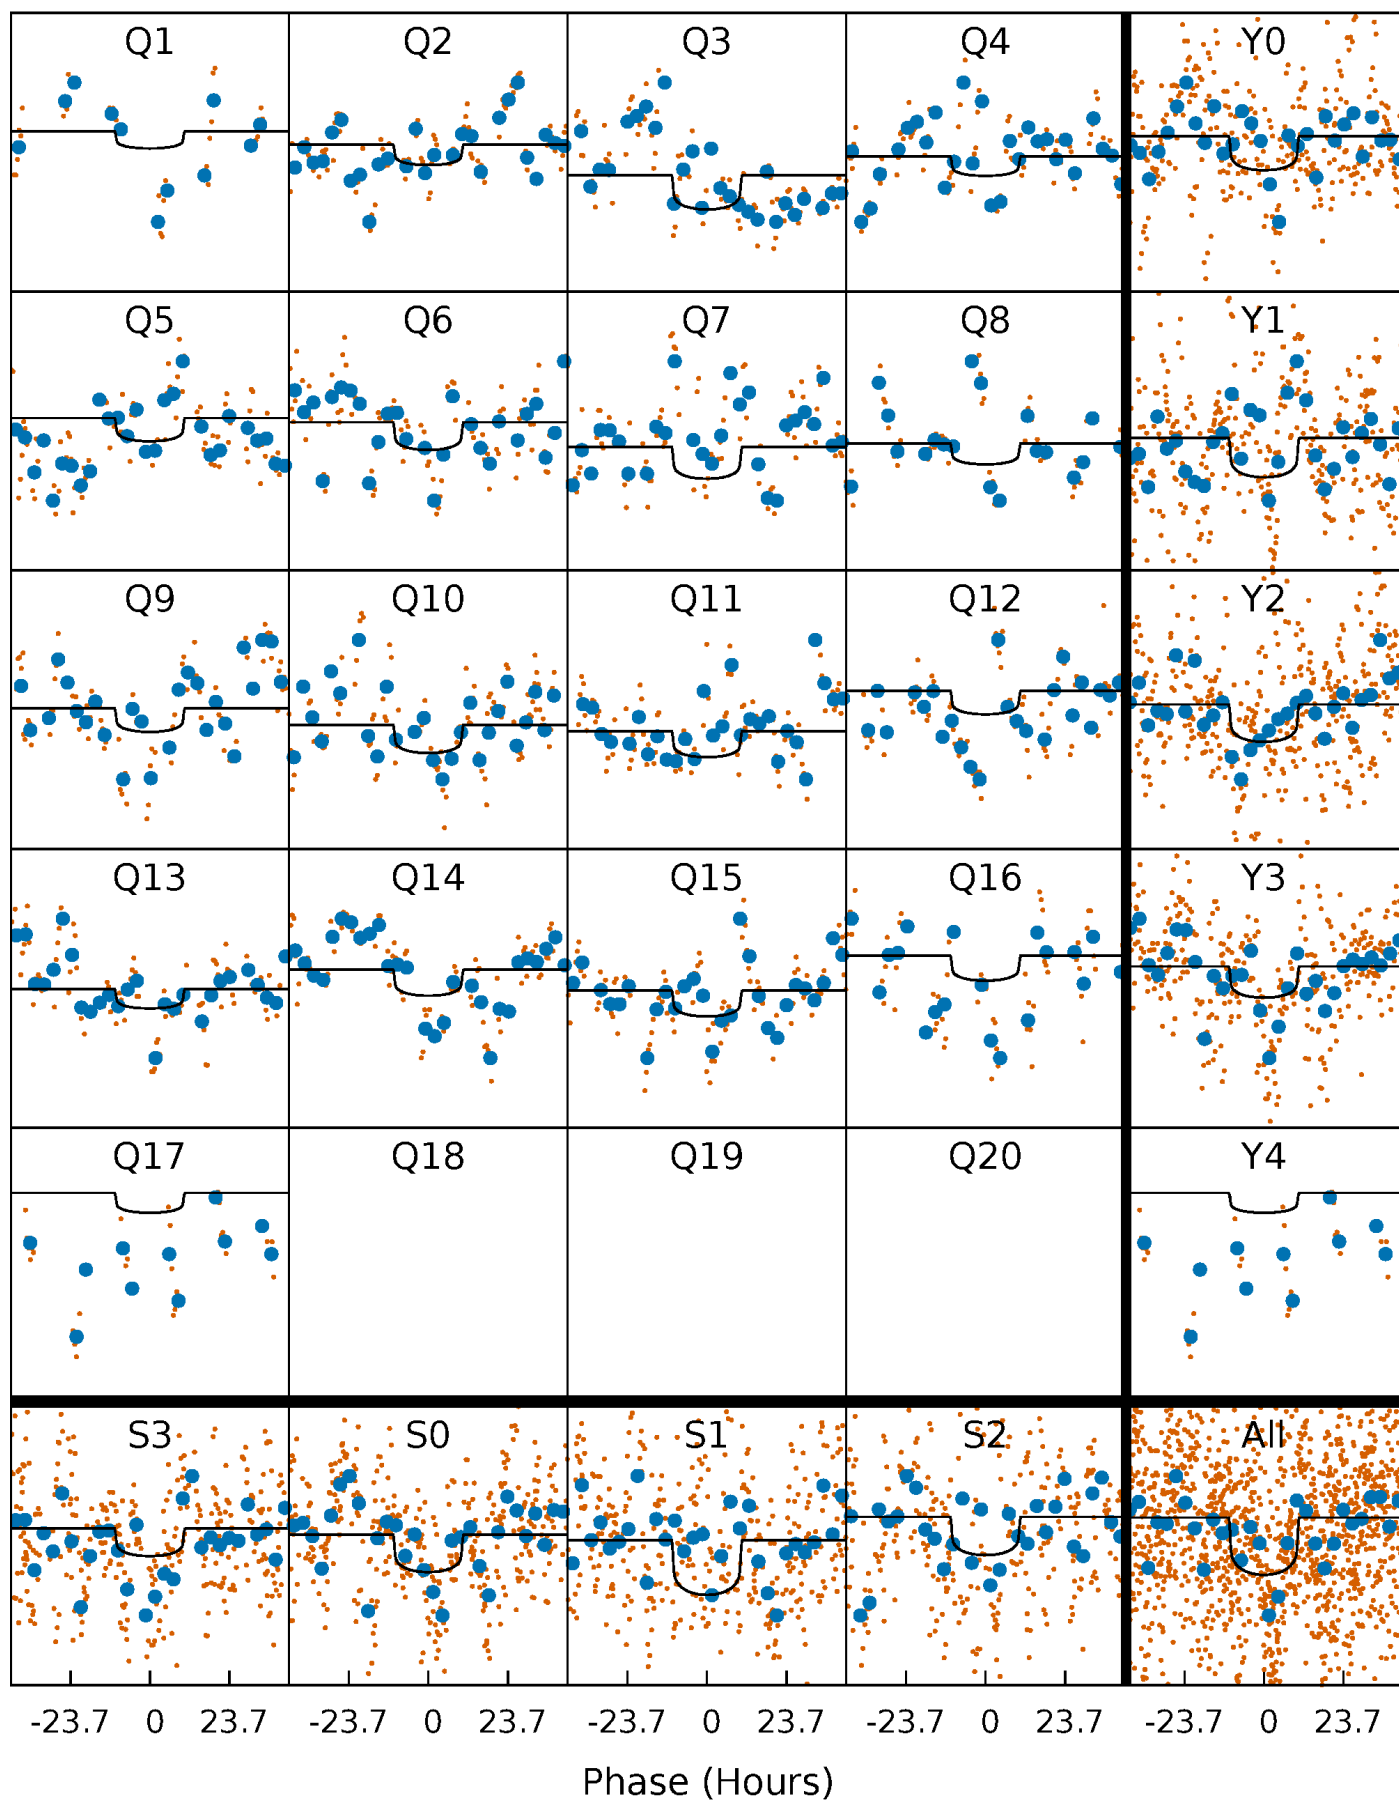 Q1 Q2 Q3 Q4 Y0
Q5 Q6 Q7 Q8 Y1
Q9 Q10 Q11 Q12 Y2
Q13 Q14 Q15 Q16 Y3
Q17 Q18 Q19 Q20 Y4
S3 S0 S1 S2 All
-23.7 0 23.7 -23.7 0 23.7 -23.7 0 23.7 -23.7 0 23.7 -23.7 0 23.7
Phase (Hours)